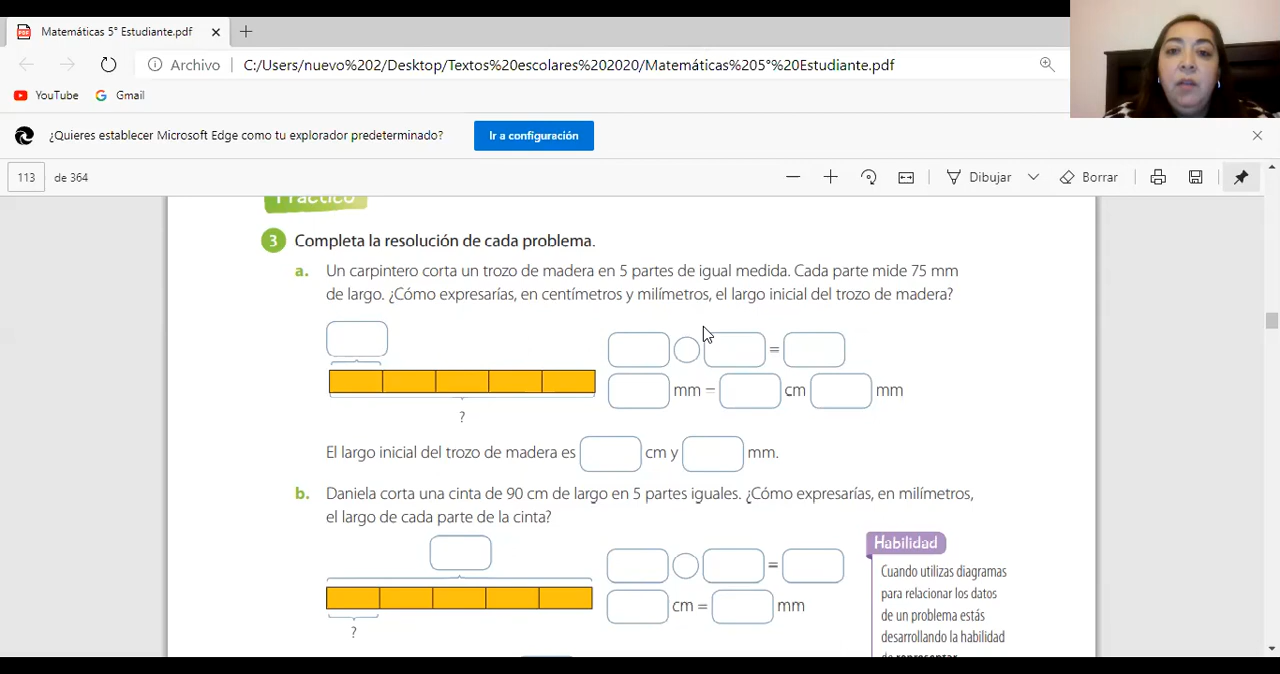 Matemáticas 5° Estudiante.pdf
Archivo C:/Users/nuevo%202/Desktop/Textos%20escolares%202020/Matemáticas%205°%20Estudiante.pdf
YouTube Gmail
¿Quieres establecer Microsoft Edge como tu explorador predeterminado? Ir a configuración
113 de 364 Dibujar Borrar
Práctico
3 Completa la resolución de cada problema.
a. Un carpintero corta un trozo de madera en 5 partes de igual medida. Cada parte mide 75 mm
de largo. ¿Cómo expresarías, en centímetros y milímetros, el largo inicial del trozo de madera?
=
mm = cm mm
?
El largo inicial del trozo de madera es cm y mm.
b. Daniela corta una cinta de 90 cm de largo en 5 partes iguales. ¿Cómo expresarías, en milímetros,
el largo de cada parte de la cinta?
=
cm = mm
?
Habilidad
Cuando utilizas diagramas
para relacionar los datos
de un problema estás
desarrollando la habilidad
de representar